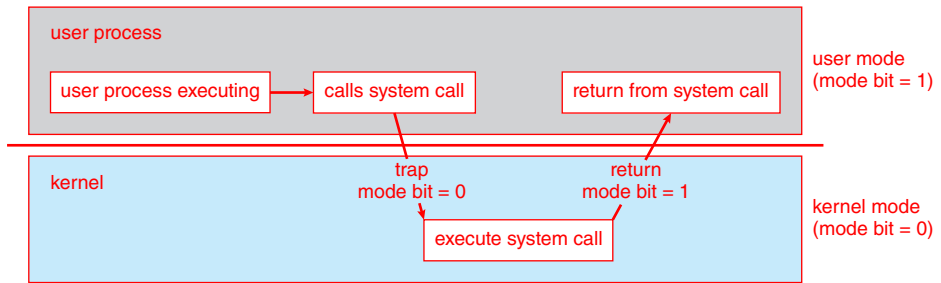 user process
user process executing
calls system call
return from system call
user mode
(mode bit = 1)
kernel
trap
mode bit = 0
return
mode bit = 1
execute system call
kernel mode
(mode bit = 0)